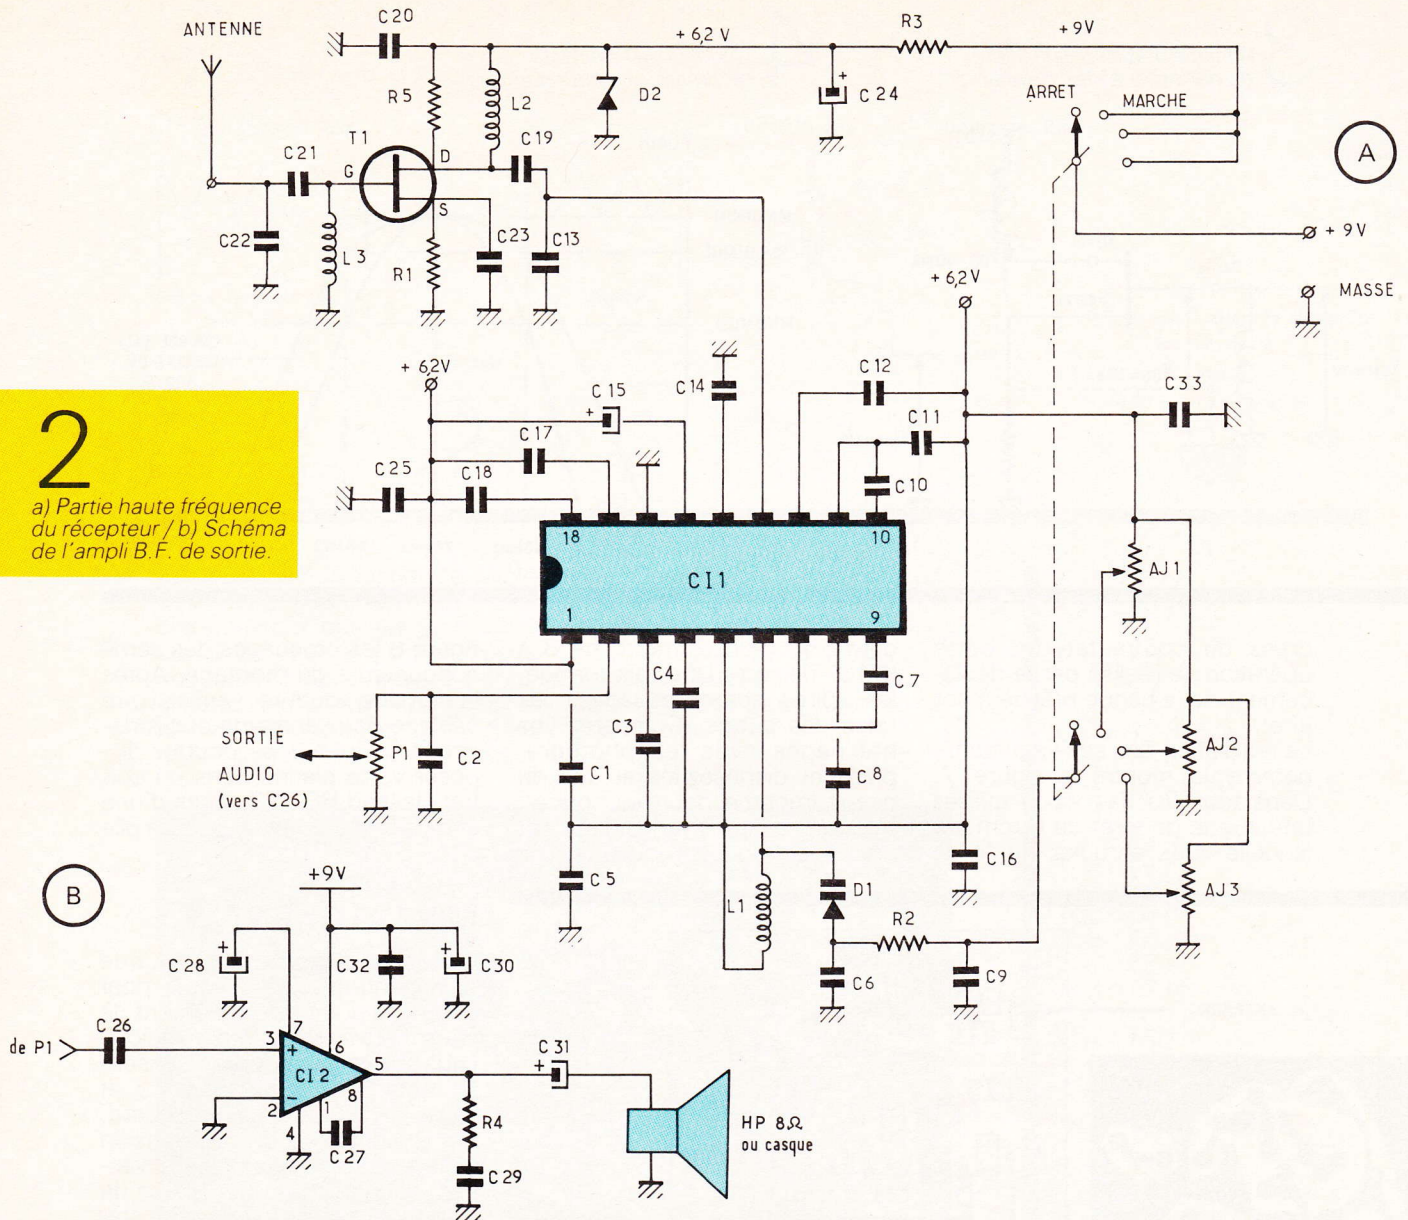 ANTENNE
C20
+ 6,2 V
R3
+9V
R5
L2
D2
C24
+
ARRET
MARCHE
A
T1
C21
G
D
S
C19
C22
L3
R1
C23
C13
+ 9V
MASSE
+ 6,2V
+ 6,2V
C15
+
C14
C12
C33
C17
C11
C25
C18
C10
2
a) Partie haute fréquence
du récepteur / b) Schéma
de l'ampli B.F. de sortie.
18
10
CI1
1
9
AJ1
C4
C7
SORTIE
AUDIO
(vers C26)
P1
C2
C3
C1
C8
AJ2
C5
C16
B
+9V
L1
D1
R2
AJ3
C28
+
C32
+
C30
C6
C9
de P1
C26
3
7
+
6
CI2
5
−
8
2
1
4
C27
C31
+
R4
C29
HP 8Ω
ou casque